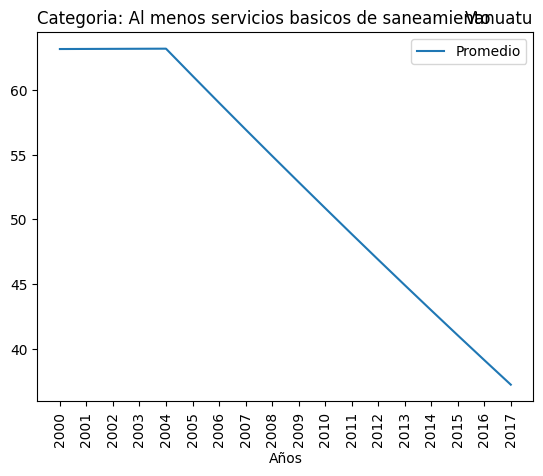 Categoria: Al menos servicios basicos de saneamiento Vanuatu
Promedio
60
55
50
45
40
2000 2001 2002 2003 2004 2005 2006 2007 2008 2009 2010 2011 2012 2013 2014 2015 2016 2017
Años